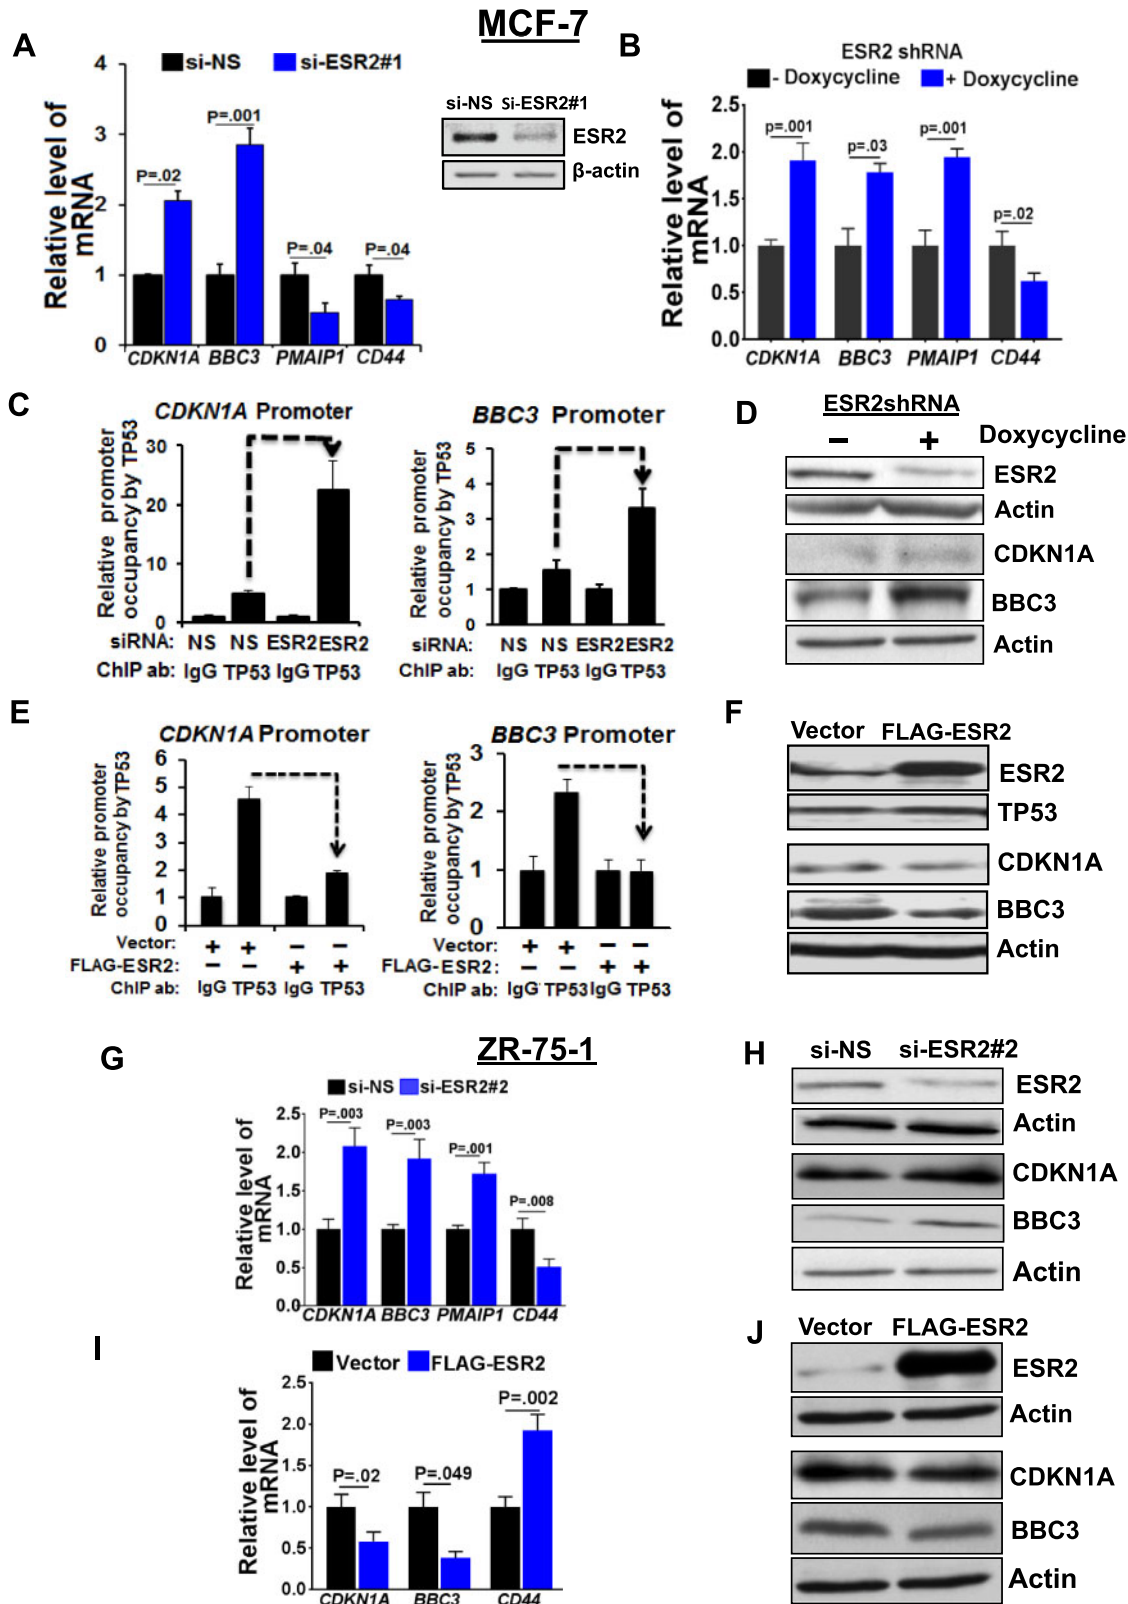 MCF-7
A
si-NS si-ESR2#1
Relative level of
mRNA
4
3
2
1
0
P=.02
P=.001
P=.04
P=.04
CDKN1A BBC3 PMAIP1 CD44
si-NS Si-ESR2#1
ESR2
β-actin
B
ESR2 shRNA
- Doxycycline + Doxycycline
Relative level of
mRNA
2.5
2.0
1.5
1.0
0.5
0.0
p=.001
p=.03
p=.001
p=.02
CDKN1A BBC3 PMAIP1 CD44
C
CDKN1A Promoter
Relative promoter
occupancy by TP53
30
20
10
0
siRNA: NS NS ESR2 ESR2
ChIP ab: IgG TP53 IgG TP53
BBC3 Promoter
Relative promoter
occupancy by TP53
5
4
3
2
1
0
siRNA: NS NS ESR2 ESR2
ChIP ab: IgG TP53 IgG TP53
D
ESR2shRNA
− + Doxycycline
ESR2
Actin
CDKN1A
BBC3
Actin
E
CDKN1A Promoter
Relative promoter
occupancy by TP53
6
5
4
3
2
1
0
Vector: + + − −
FLAG-ESR2: − − + +
ChIP ab: IgG TP53 IgG TP53
BBC3 Promoter
Relative promoter
occupancy by TP53
3
2
1
0
Vector: + + − −
FLAG-ESR2: − − + +
ChIP ab: IgG TP53 IgG TP53
F
Vector FLAG-ESR2
ESR2
TP53
CDKN1A
BBC3
Actin
ZR-75-1
G
si-NS si-ESR2#2
Relative level of
mRNA
2.5
2.0
1.5
1.0
0.5
0.0
P=.003
P=.003
P=.001
P=.008
CDKN1A BBC3 PMAIP1 CD44
H
si-NS si-ESR2#2
ESR2
Actin
CDKN1A
BBC3
Actin
I
Vector FLAG-ESR2
Relative level of
mRNA
2.5
2.0
1.5
1.0
0.5
0.0
P=.02
P=.049
P=.002
CDKN1A BBC3 CD44
J
Vector FLAG-ESR2
ESR2
Actin
CDKN1A
BBC3
Actin